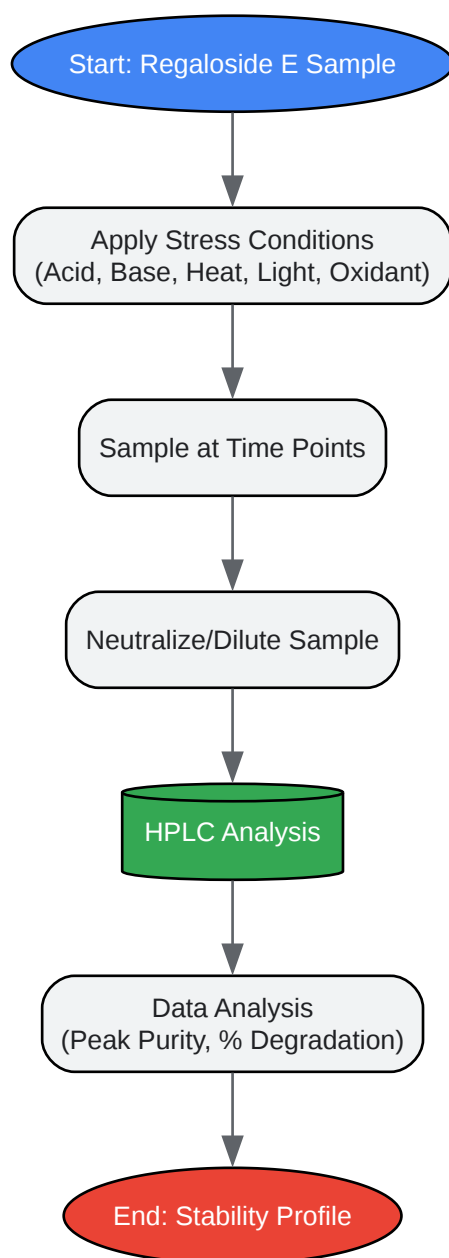 Start: Regaloside E Sample
Apply Stress Conditions
(Acid, Base, Heat, Light, Oxidant)
Sample at Time Points
Neutralize/Dilute Sample
HPLC Analysis
Data Analysis
(Peak Purity, % Degradation)
End: Stability Profile